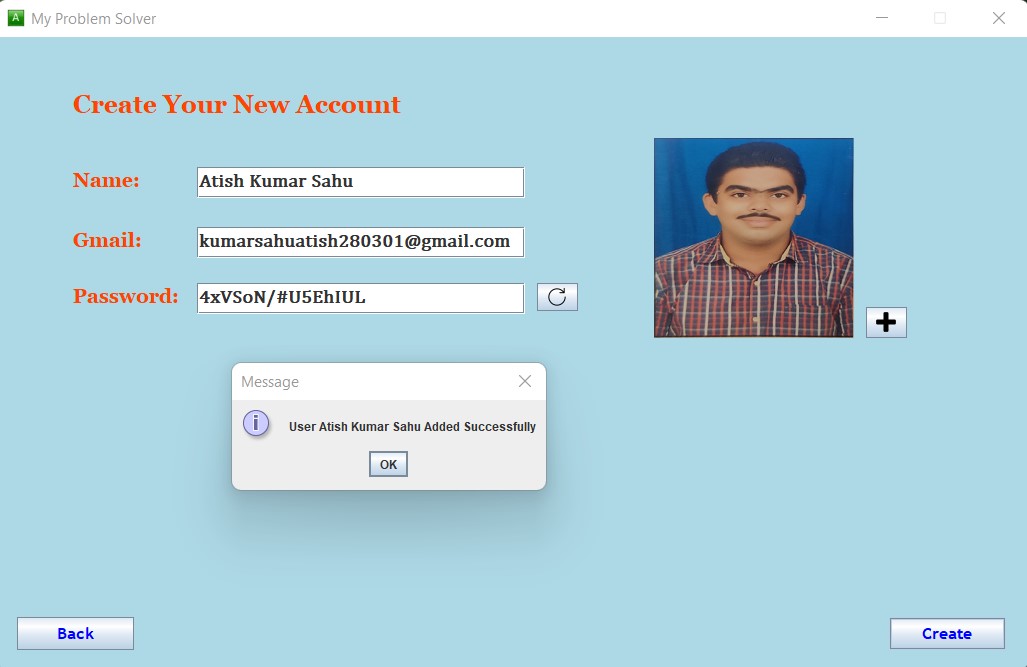 A My Problem Solver
Create Your New Account
Name: Atish Kumar Sahu
Gmail: kumarsahuatish280301@gmail.com
Password: 4xVSoN/#U5EhIUL
Message
i User Atish Kumar Sahu Added Successfully
OK
Back Create